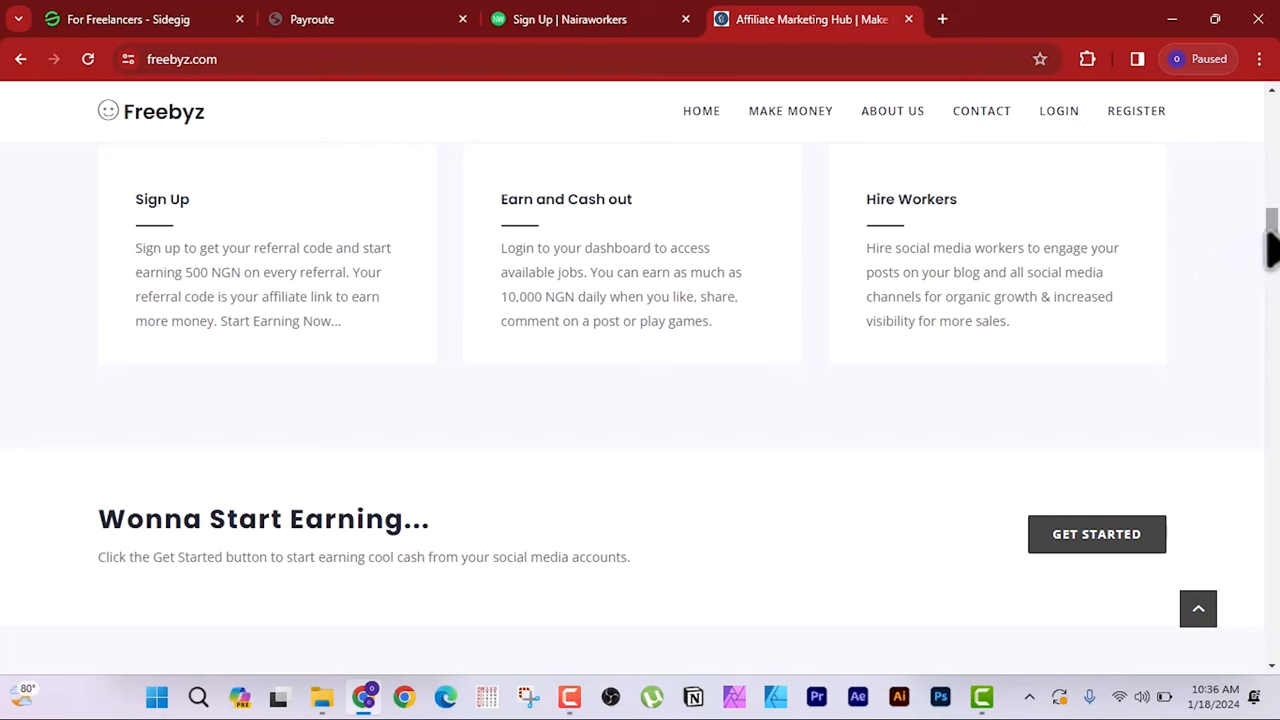 For Freelancers - Sidegig
Payroute
Sign Up | Nairaworkers
Affiliate Marketing Hub | Make
freebyz.com
Paused
Freebyz
HOME
MAKE MONEY
ABOUT US
CONTACT
LOGIN
REGISTER
Sign Up
Sign up to get your referral code and start
earning 500 NGN on every referral. Your
referral code is your affiliate link to earn
more money. Start Earning Now...
Earn and Cash out
Login to your dashboard to access
available jobs. You can earn as much as
10,000 NGN daily when you like, share,
comment on a post or play games.
Hire Workers
Hire social media workers to engage your
posts on your blog and all social media
channels for organic growth & increased
visibility for more sales.
Wonna Start Earning...
Click the Get Started button to start earning cool cash from your social media accounts.
GET STARTED
80°
PRE
N
Pr
Ae
Ai
Ps
10:36 AM
1/18/2024